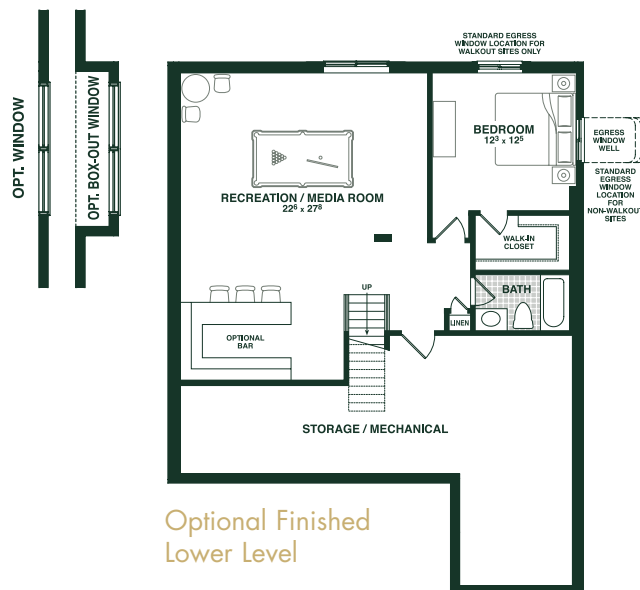 STANDARD EGRESS
WINDOW LOCATION FOR
WALKOUT SITES ONLY
OPT. WINDOW
OPT. BOX-OUT WINDOW
BEDROOM
12³ x 12⁵
EGRESS
WINDOW
WELL
STANDARD
EGRESS
WINDOW
LOCATION
FOR
NON-WALKOUT
SITES
RECREATION / MEDIA ROOM
22⁶ x 27⁸
WALK-IN
CLOSET
UP
BATH
LINEN
OPTIONAL
BAR
STORAGE / MECHANICAL
Optional Finished
Lower Level